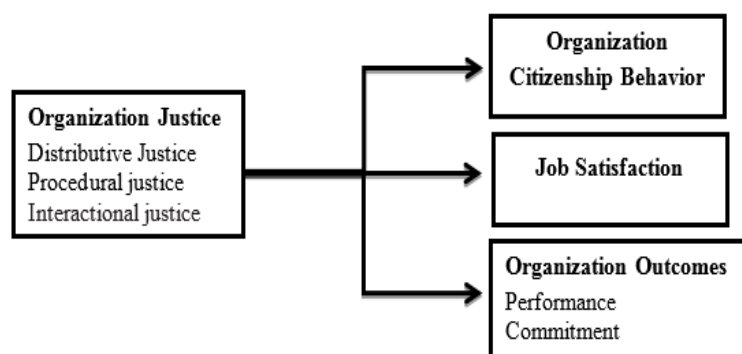 Organization
Citizenship Behavior
Organization Justice
Distributive Justice
Procedural justice
Interactional justice
Job Satisfaction
Organization Outcomes
Performance
Commitment